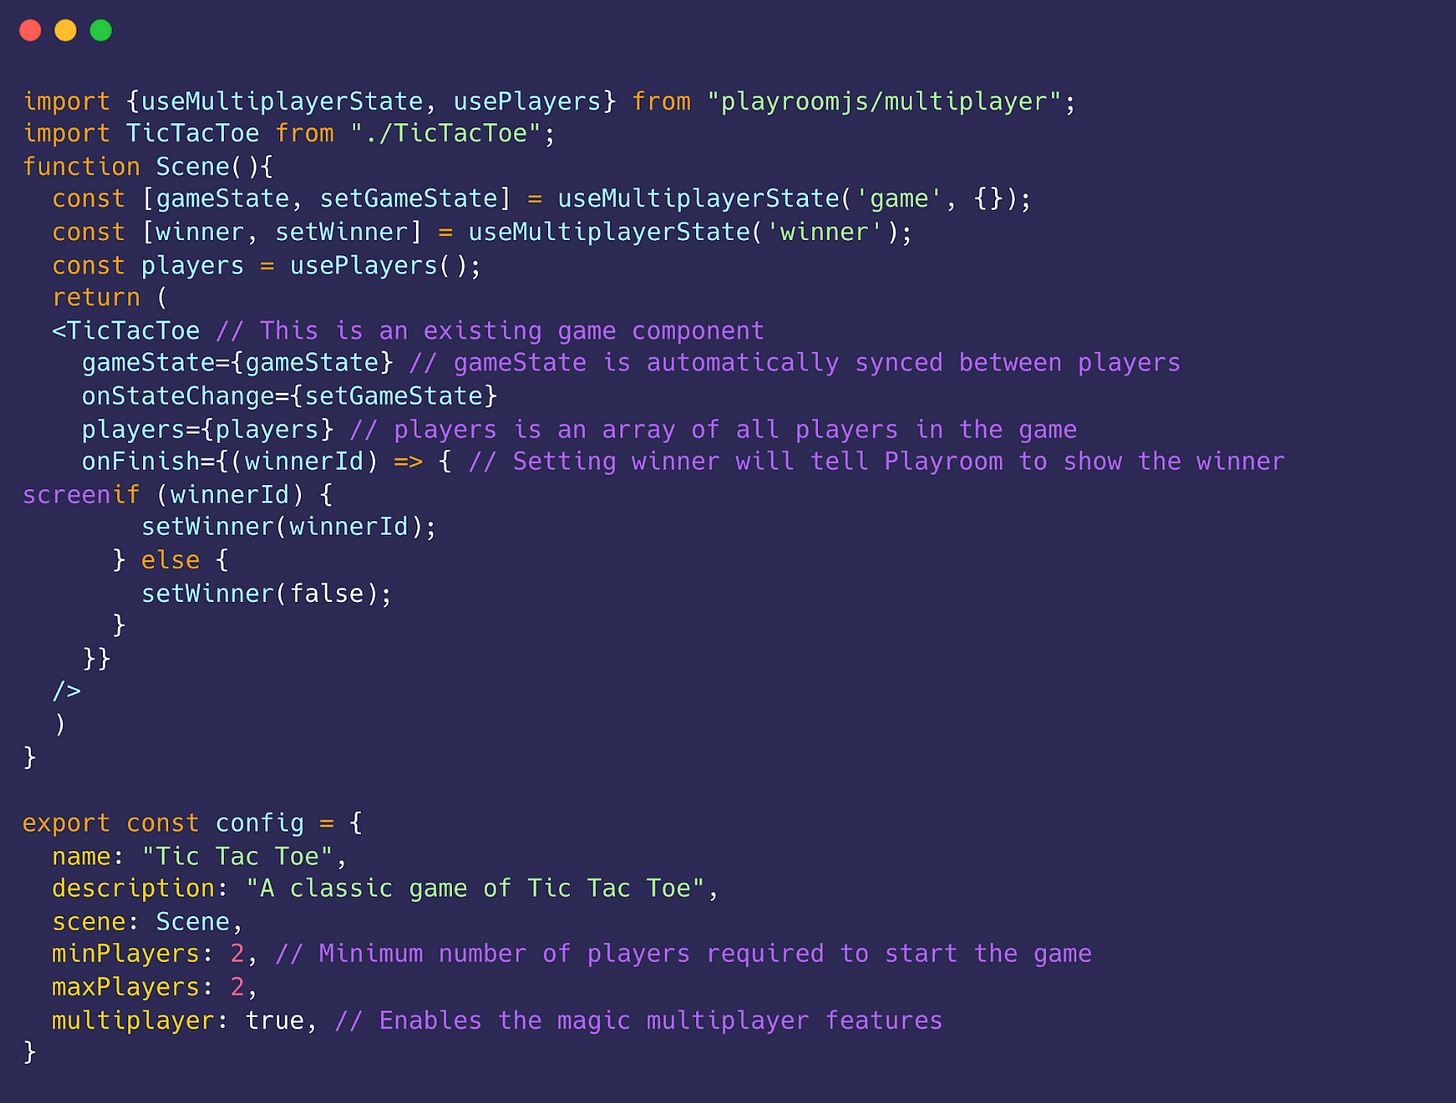 import {useMultiplayerState, usePlayers} from "playroomjs/multiplayer";
import TicTacToe from "./TicTacToe";
function Scene(){
  const [gameState, setGameState] = useMultiplayerState('game', {});
  const [winner, setWinner] = useMultiplayerState('winner');
  const players = usePlayers();
  return (
  <TicTacToe // This is an existing game component
    gameState={gameState} // gameState is automatically synced between players
    onStateChange={setGameState}
    players={players} // players is an array of all players in the game
    onFinish={(winnerId) => { // Setting winner will tell Playroom to show the winner
screenif (winnerId) {
        setWinner(winnerId);
      } else {
        setWinner(false);
      }
    }}
  />
  )
}

export const config = {
  name: "Tic Tac Toe",
  description: "A classic game of Tic Tac Toe",
  scene: Scene,
  minPlayers: 2, // Minimum number of players required to start the game
  maxPlayers: 2,
  multiplayer: true, // Enables the magic multiplayer features
}